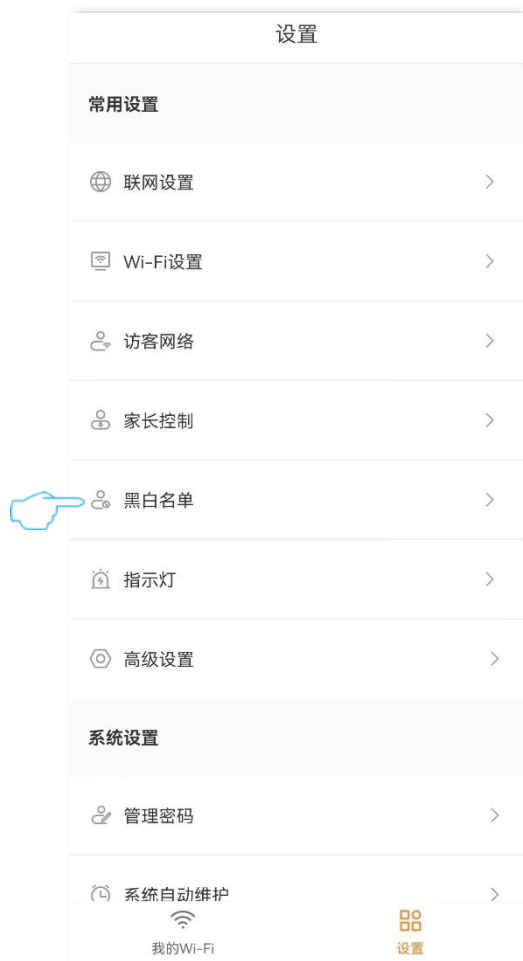 设置
常用设置
联网设置
Wi-Fi设置
访客网络
家长控制
黑白名单
指示灯
高级设置
系统设置
管理密码
系统自动维护
我的Wi-Fi
设置